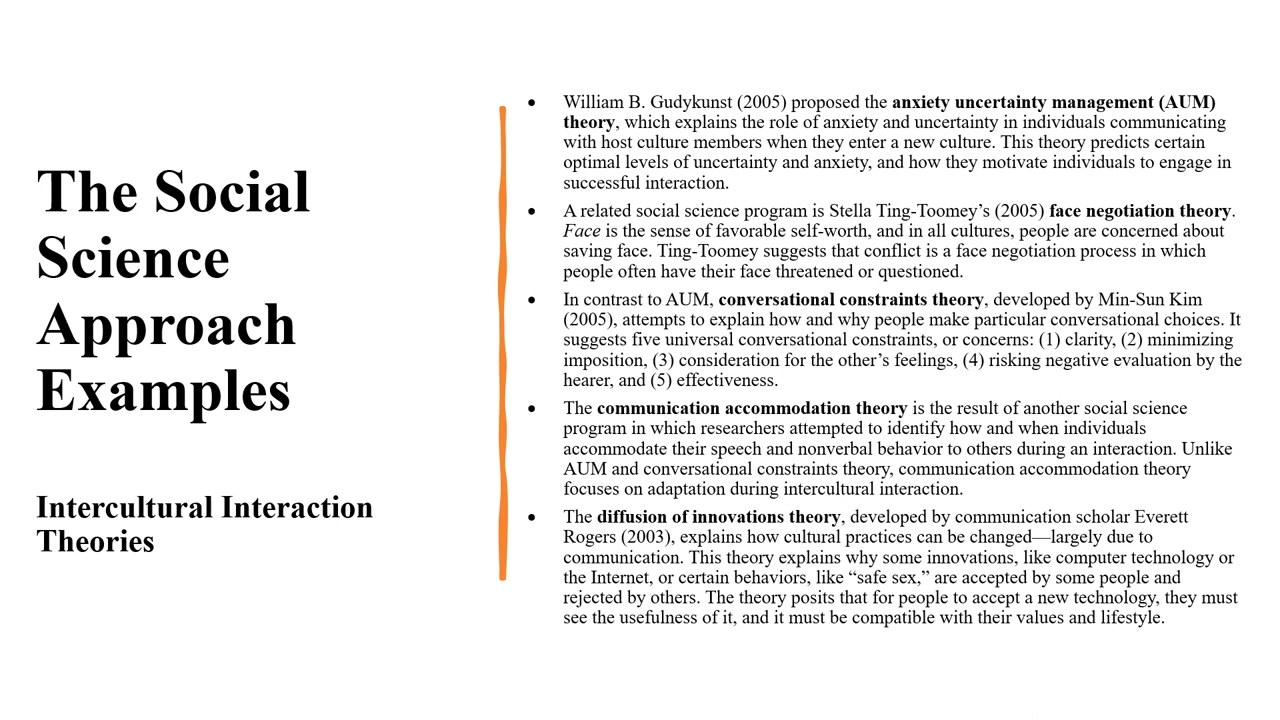 The Social
Science
Approach
Examples
Intercultural Interaction
Theories
• William B. Gudykunst (2005) proposed the anxiety uncertainty management (AUM)
theory, which explains the role of anxiety and uncertainty in individuals communicating
with host culture members when they enter a new culture. This theory predicts certain
optimal levels of uncertainty and anxiety, and how they motivate individuals to engage in
successful interaction.
• A related social science program is Stella Ting-Toomey’s (2005) face negotiation theory.
Face is the sense of favorable self-worth, and in all cultures, people are concerned about
saving face. Ting-Toomey suggests that conflict is a face negotiation process in which
people often have their face threatened or questioned.
• In contrast to AUM, conversational constraints theory, developed by Min-Sun Kim
(2005), attempts to explain how and why people make particular conversational choices. It
suggests five universal conversational constraints, or concerns: (1) clarity, (2) minimizing
imposition, (3) consideration for the other’s feelings, (4) risking negative evaluation by the
hearer, and (5) effectiveness.
• The communication accommodation theory is the result of another social science
program in which researchers attempted to identify how and when individuals
accommodate their speech and nonverbal behavior to others during an interaction. Unlike
AUM and conversational constraints theory, communication accommodation theory
focuses on adaptation during intercultural interaction.
• The diffusion of innovations theory, developed by communication scholar Everett
Rogers (2003), explains how cultural practices can be changed—largely due to
communication. This theory explains why some innovations, like computer technology or
the Internet, or certain behaviors, like “safe sex,” are accepted by some people and
rejected by others. The theory posits that for people to accept a new technology, they must
see the usefulness of it, and it must be compatible with their values and lifestyle.